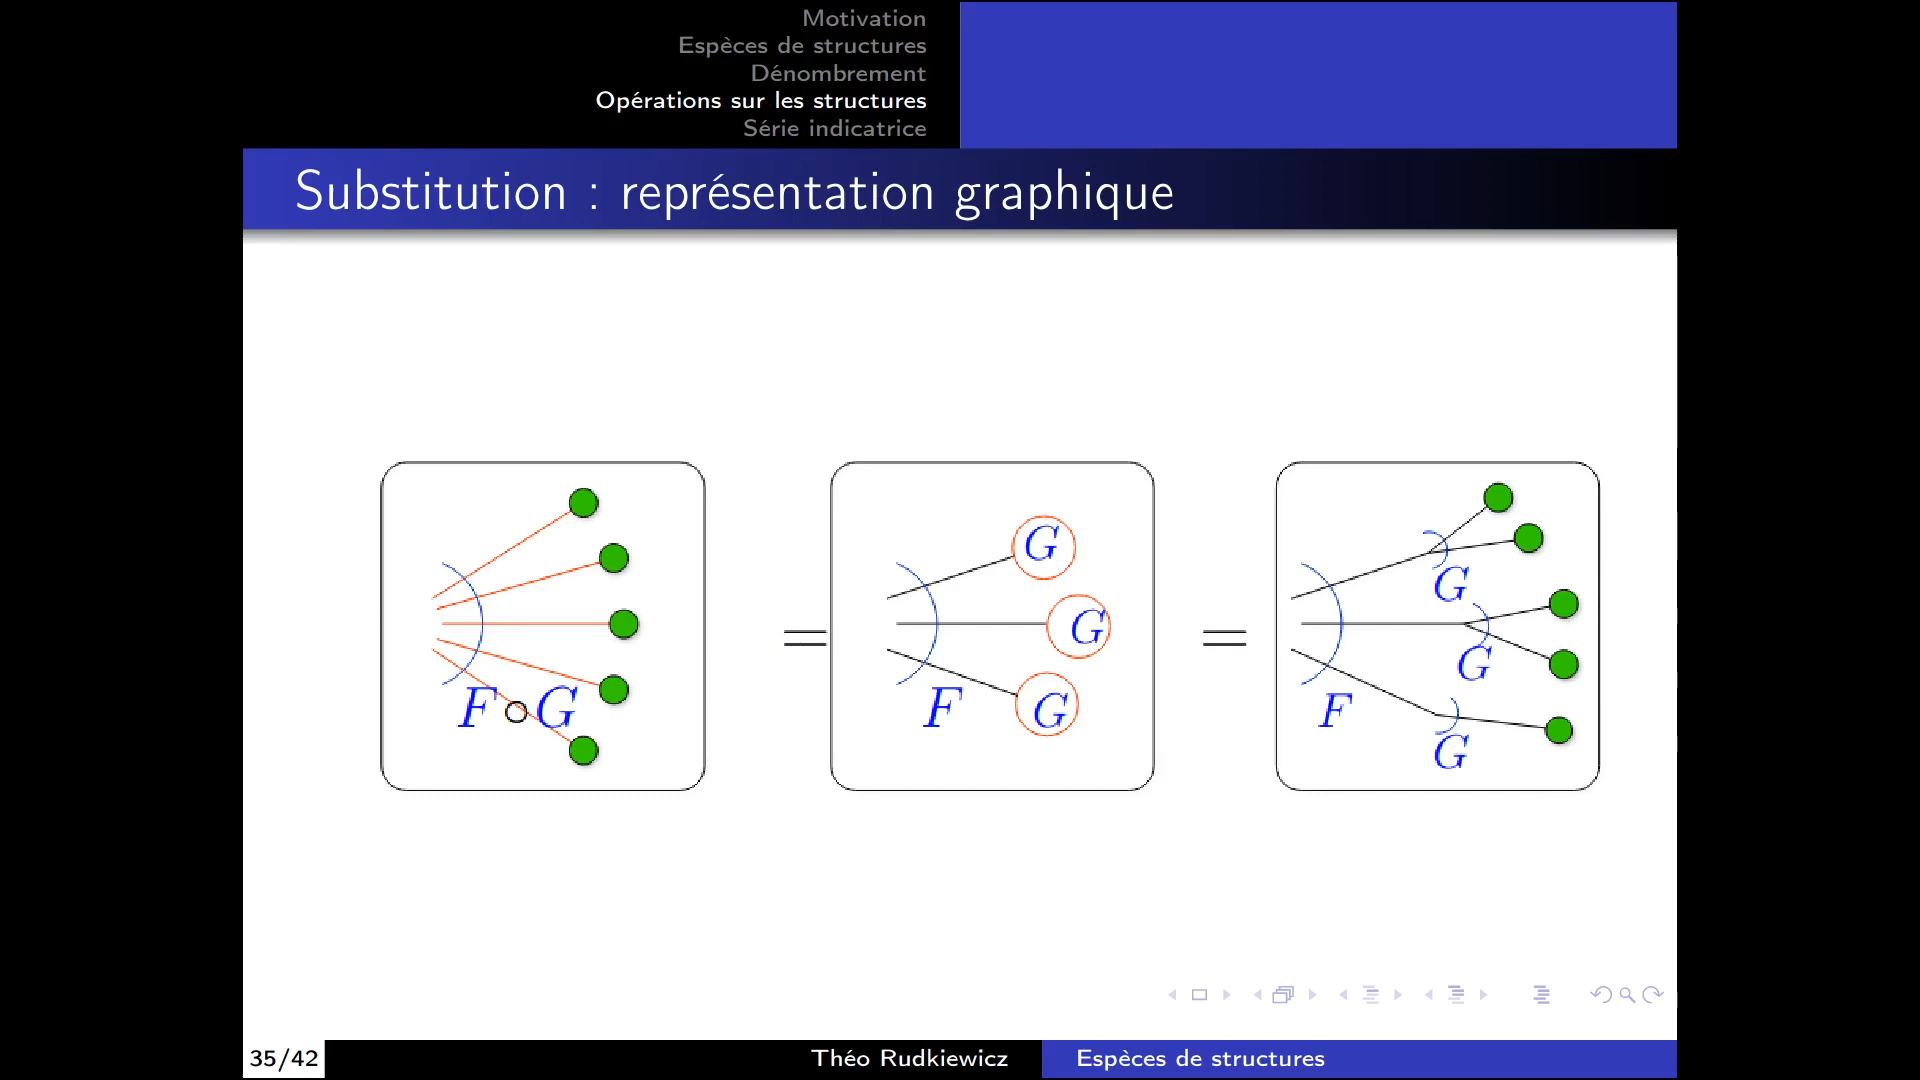 Motivation
Espèces de structures
Dénombrement
Opérations sur les structures
Série indicatrice
Substitution : représentation graphique
F ∘ G
=
G
G
G
F
=
G
G
G
F
35/42
Théo Rudkiewicz
Espèces de structures